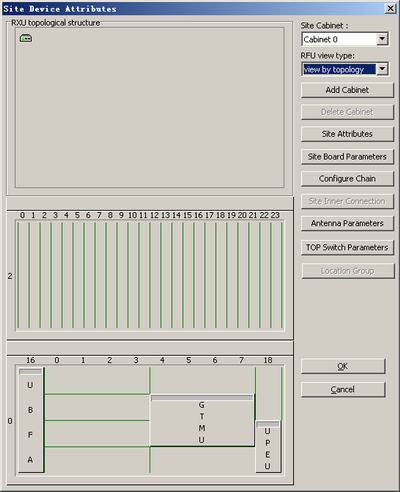 Site Device Attributes
RXU topological structure
Site Cabinet :
Cabinet 0
RFU view type:
view by topology
Add Cabinet
Delete Cabinet
Site Attributes
Site Board Parameters
Configure Chain
Site Inner Connection
Antenna Parameters
TOP Switch Parameters
Location Group
0 1 2 3 4 5 6 7 8 9 10 11 12 13 14 15 16 17 18 19 20 21 22 23
2
16 0 1 2 3 4 5 6 7 18
0
U
B
F
A
G
T
M
U
U
P
E
U
OK
Cancel